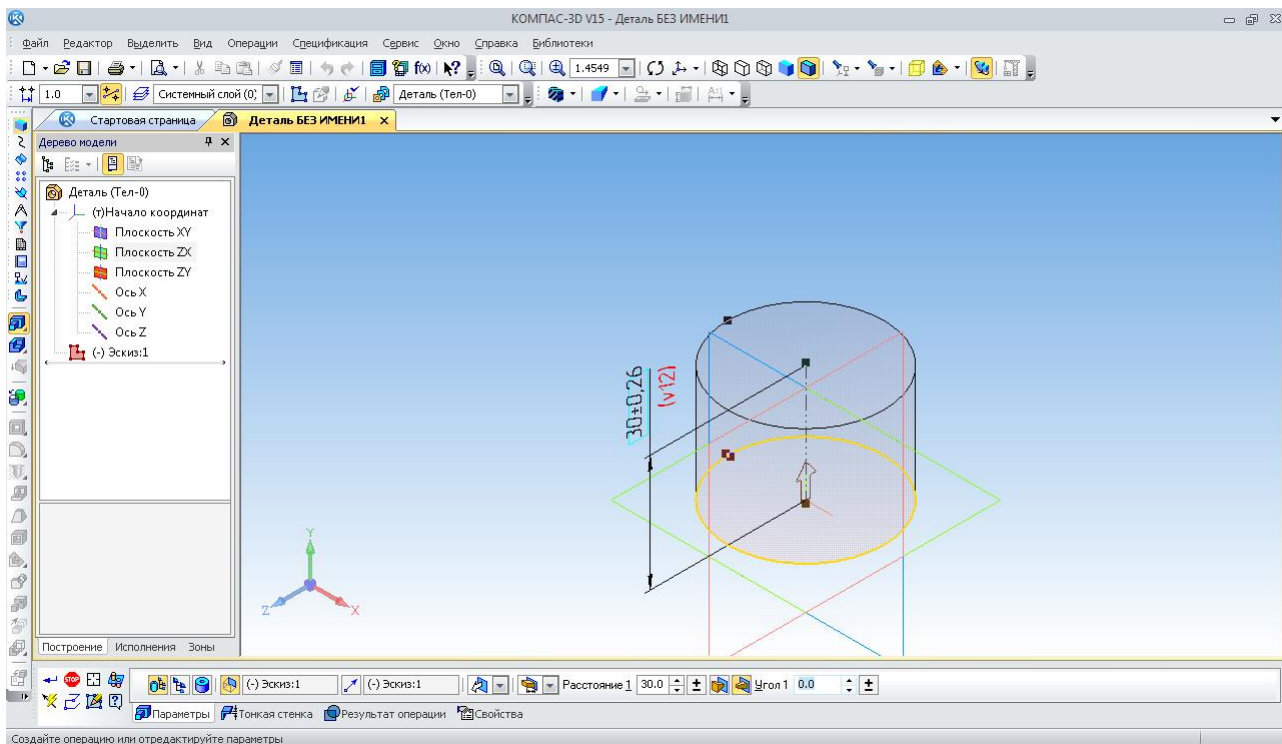 КОМПАС-3D V15 - Деталь БЕЗ ИМЕНИ1
Файл Редактор Выделить Вид Операции Спецификация Сервис Окно Справка Библиотеки
f(x) 1.4549
1.0 Системный слой (0; Деталь (Тел-0)
Стартовая страница Деталь БЕЗ ИМЕНИ1 x
Дерево модели
Деталь (Тел-0)
(т)Начало координат
Плоскость XY
Плоскость ZX
Плоскость ZY
Ось X
Ось Y
Ось Z
(-) Эскиз:1
30±0,26
(v12)
Y
Z X
Построение Исполнения Зоны
STOP (-) Эскиз:1 (-) Эскиз:1 Расстояние 1 30.0 Угол 1 0.0
Параметры Тонкая стенка Результат операции Свойства
Создайте операцию или отредактируйте параметры